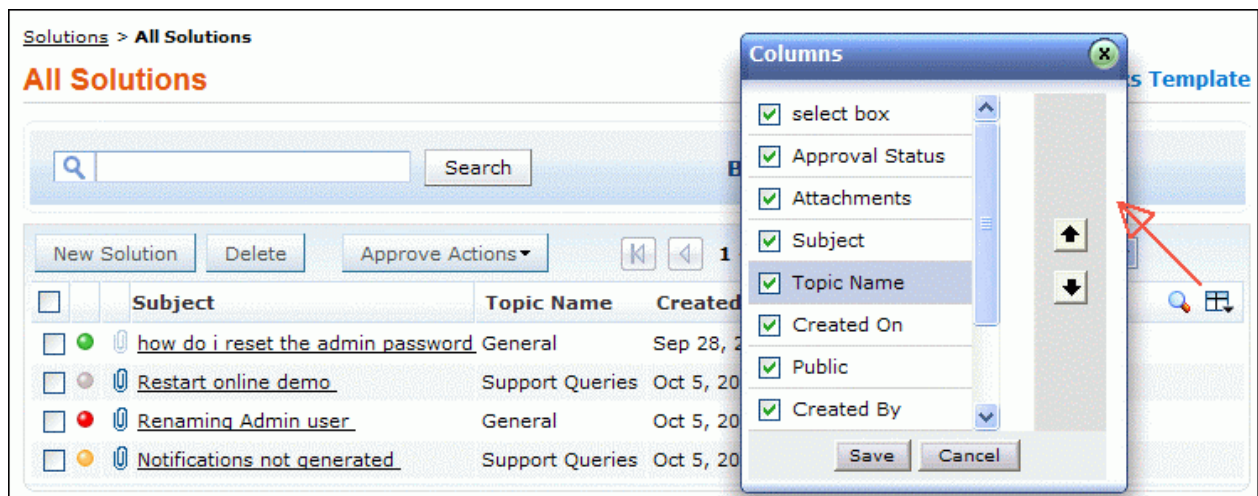 Solutions > All Solutions
All Solutions
Template
Search
New Solution Delete Approve Actions 1
Subject Topic Name Created
how do i reset the admin password General Sep 28,
Restart online demo Support Queries Oct 5, 20
Renaming Admin user General Oct 5, 20
Notifications not generated Support Queries Oct 5, 20
Columns
select box
Approval Status
Attachments
Subject
Topic Name
Created On
Public
Created By
Save Cancel